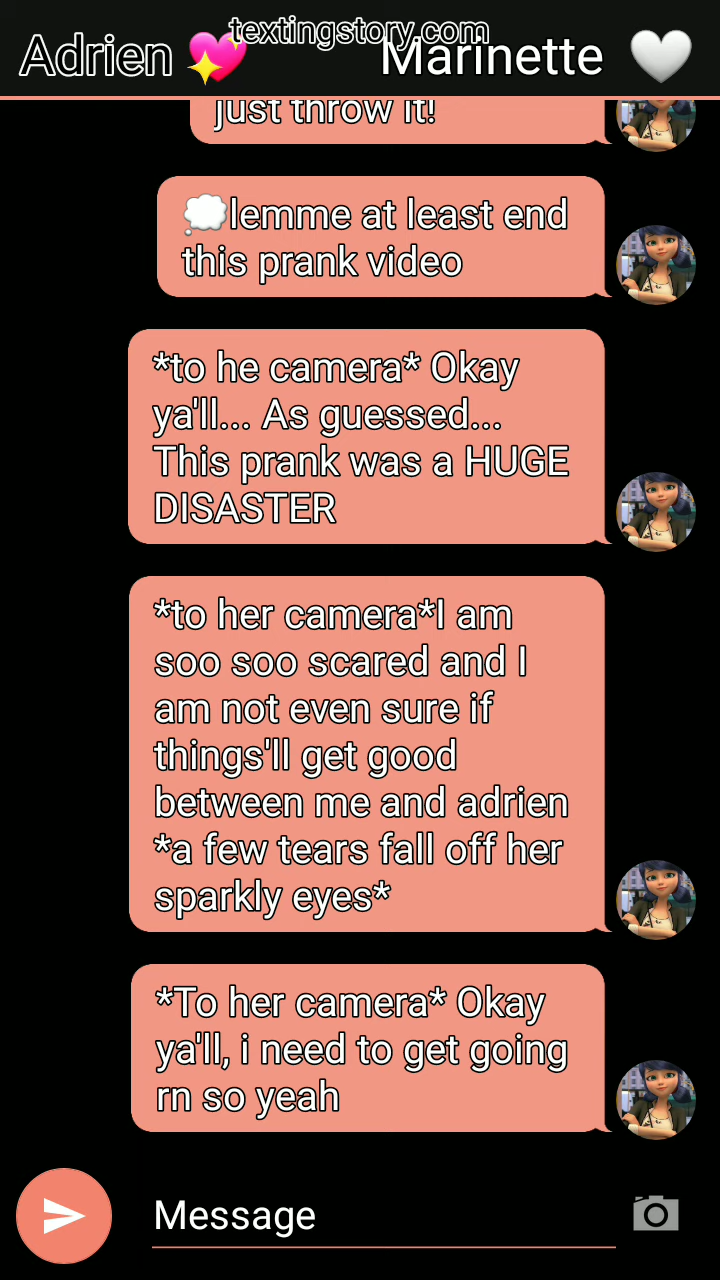 textingstory.com
Adrien 💖 Marinette 🤍
just throw it!
💭lemme at least end
this prank video
*to he camera* Okay
ya'll... As guessed...
This prank was a HUGE
DISASTER
*to her camera*I am
soo soo scared and I
am not even sure if
things'll get good
between me and adrien
*a few tears fall off her
sparkly eyes*
*To her camera* Okay
ya'll, i need to get going
rn so yeah
Message